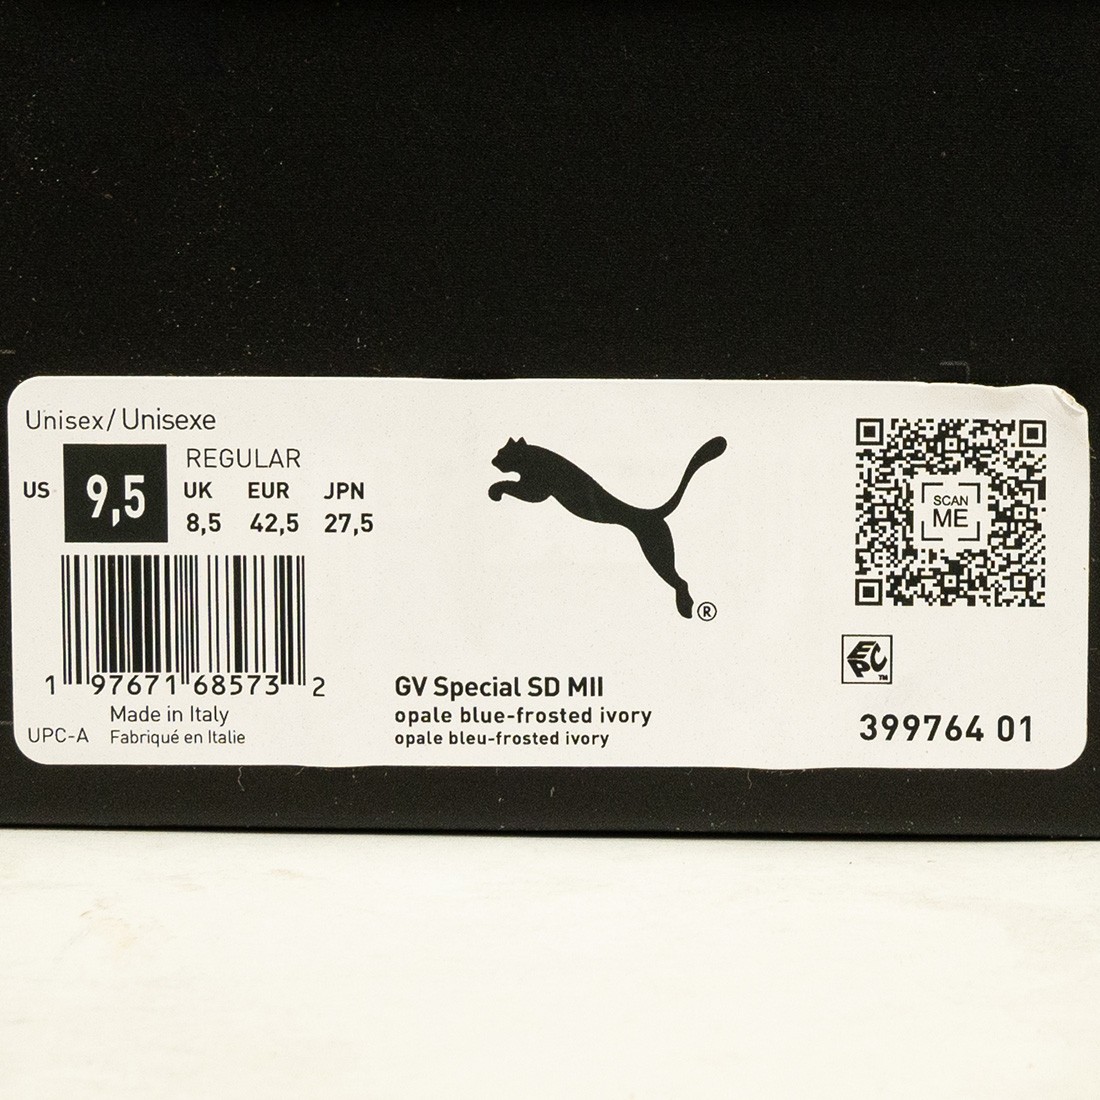 Unisex/Unisexe
REGULAR
US 9,5
UK EUR JPN
8,5 42,5 27,5
1 97671 68573 2
Made in Italy
UPC-A Fabriqué en Italie
®
GV Special SD MII
opale blue-frosted ivory
opale bleu-frosted ivory
SCAN
ME
EPC
TM
399764 01